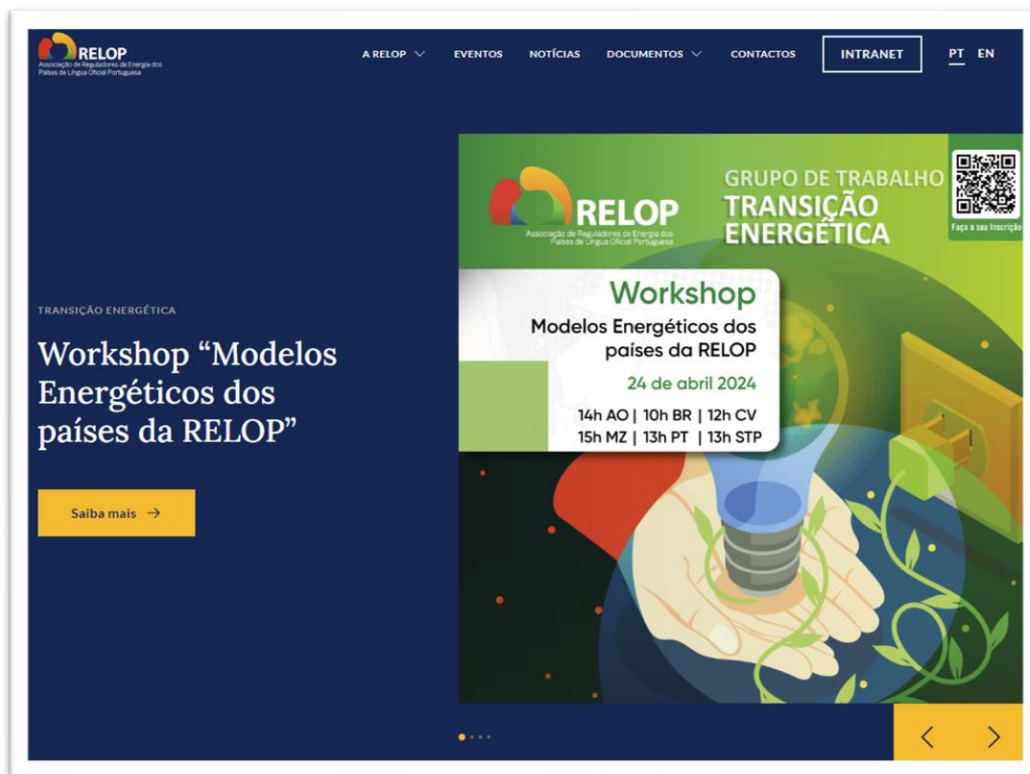 RELOP
Associação de Reguladores de Energia dos
Países de Língua Oficial Portuguesa
A RELOP
EVENTOS
NOTÍCIAS
DOCUMENTOS
CONTACTOS
INTRANET
PT EN
TRANSIÇÃO ENERGÉTICA
Workshop “Modelos
Energéticos dos
países da RELOP”
Saiba mais →
RELOP
Associação de Reguladores de Energia dos
Países de Língua Oficial Portuguesa
GRUPO DE TRABALHO
TRANSIÇÃO
ENERGÉTICA
Faça a sua Inscrição
Workshop
Modelos Energéticos dos
países da RELOP
24 de abril 2024
14h AO | 10h BR | 12h CV
15h MZ | 13h PT | 13h STP